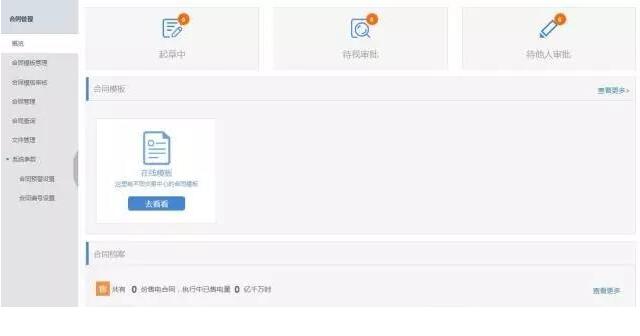 合同管理
概览
合同模板管理
合同模板审核
合同管理
合同查询
文件管理
系统参数
合同预警设置
合同编号设置
0
起草中
0
待我审批
0
待他人审批
合同模板
查看更多>
在线模板
这里有不同交易中心的合同模板
去看看
合同档案
售
共有 0 份售电合同，执行中已售电量 0 亿千瓦时
查看更多